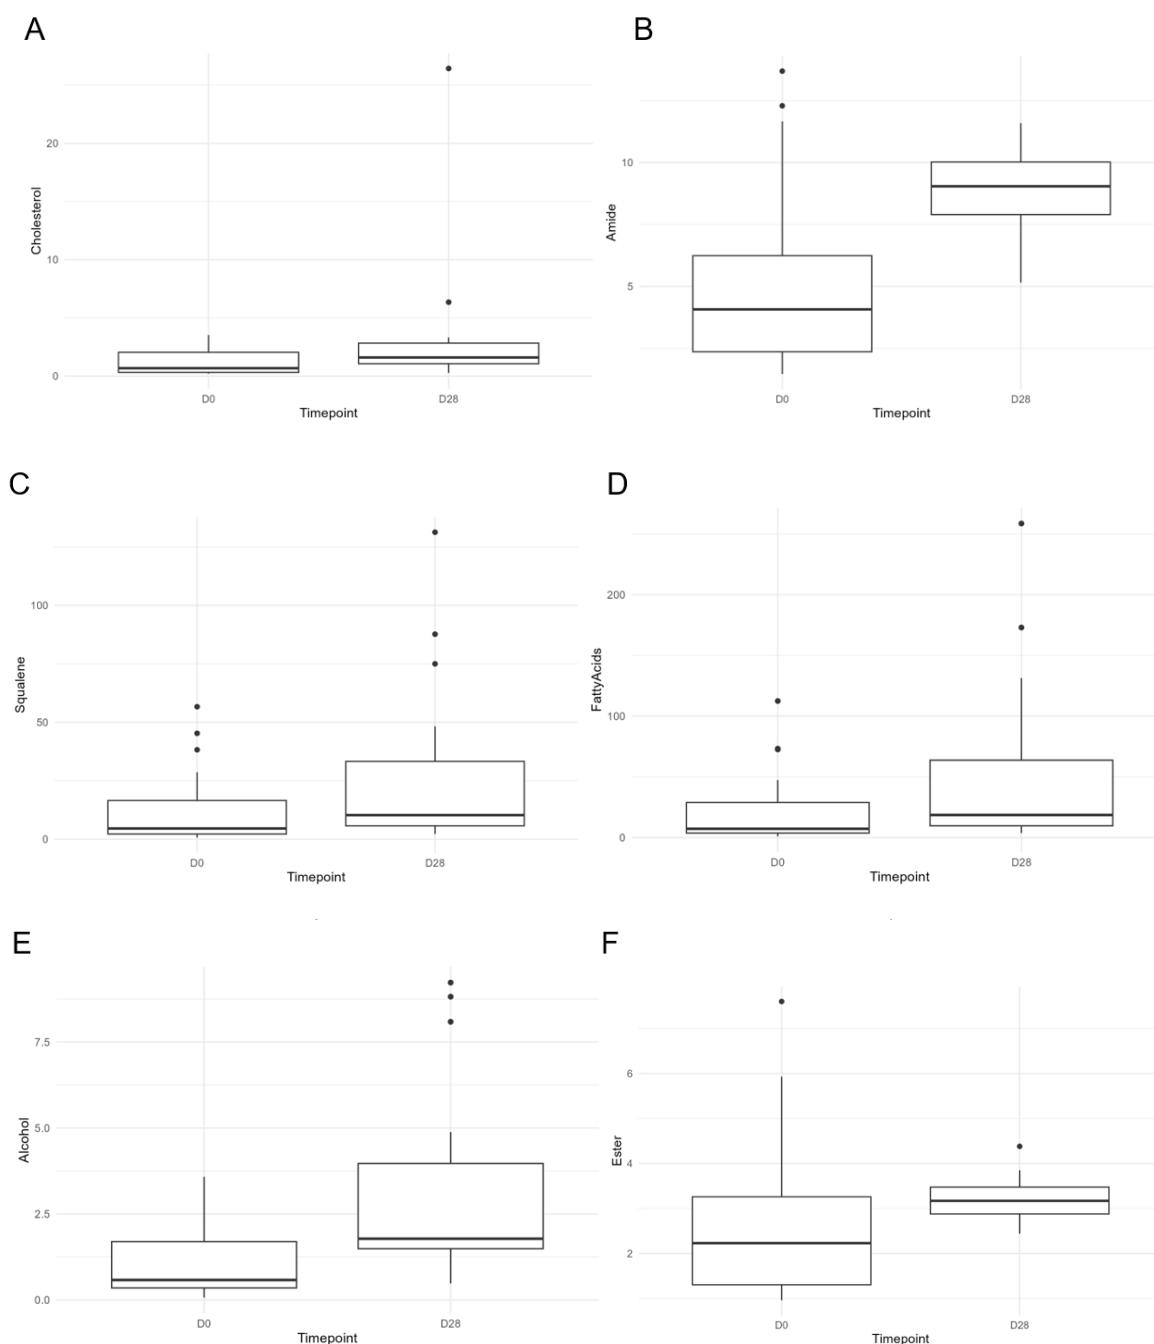 A
Cholesterol
20
10
0
D0 D28
Timepoint
B
Amide
10
5
D0 D28
Timepoint
C
Squalene
100
50
0
D0 D28
Timepoint
D
FattyAcids
200
100
0
D0 D28
Timepoint
E
Alcohol
7.5
5.0
2.5
0.0
D0 D28
Timepoint
F
Ester
6
4
2
D0 D28
Timepoint